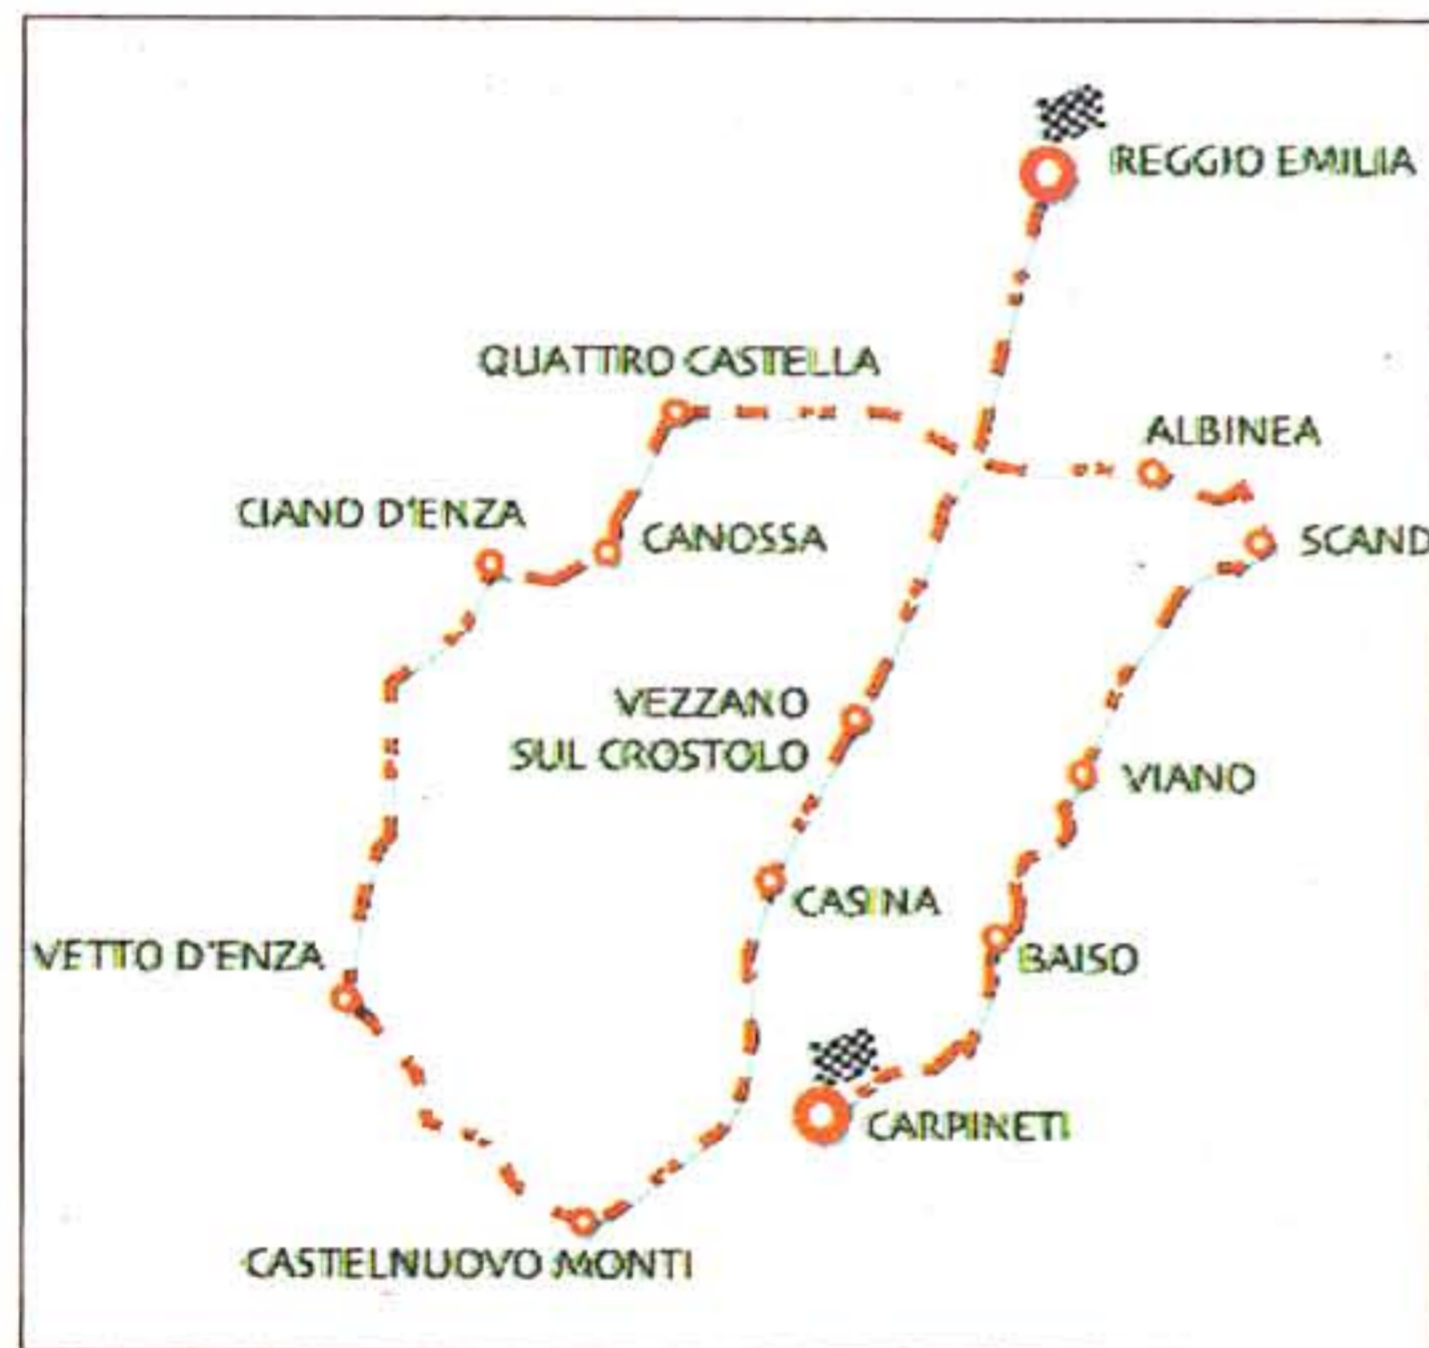 REGGIO EMILIA
QUATTRO CASTELLA
ALBINEA
CIANO D'ENZA
CANOSSA
SCAND
VEZZANO
SUL CROSTOLO
VIANO
CASINA
VETTO D'ENZA
BAISO
CARPINETI
CASTELNUOVO MONTI